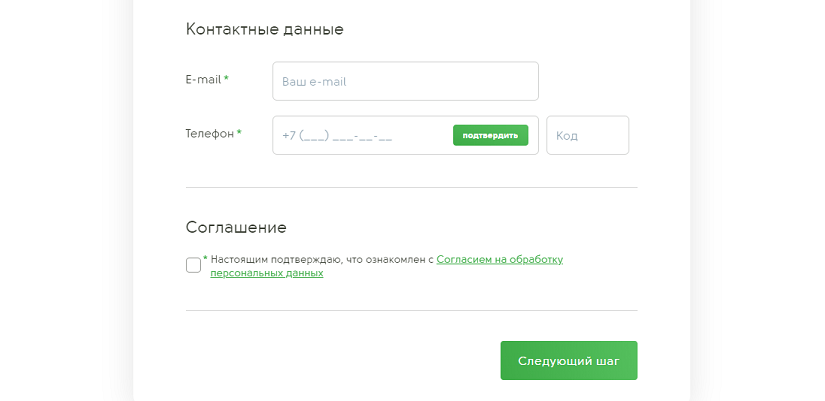 Контактные данные
E-mail *
Ваш e-mail
Телефон *
+7 (___) ___-__-__
подтвердить
Код
Соглашение
* Настоящим подтверждаю, что ознакомлен с Согласием на обработку
персональных данных
Следующий шаг